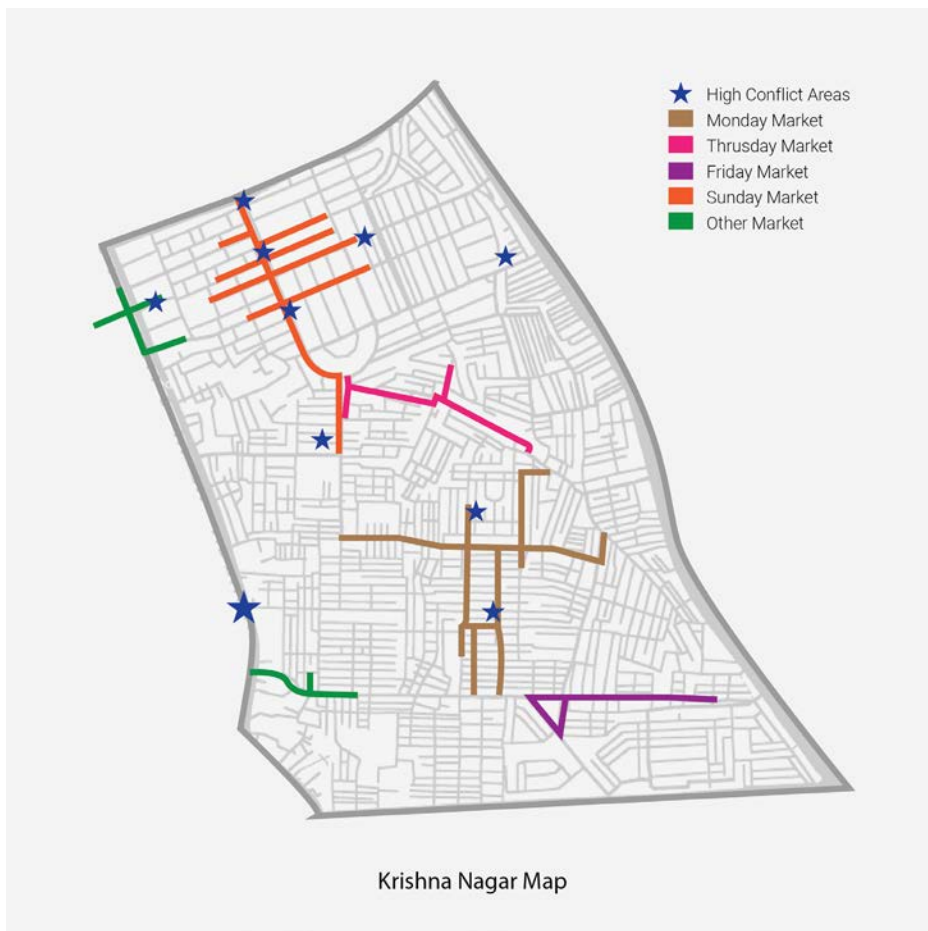 High Conflict Areas
Monday Market
Thrusday Market
Friday Market
Sunday Market
Other Market
Krishna Nagar Map